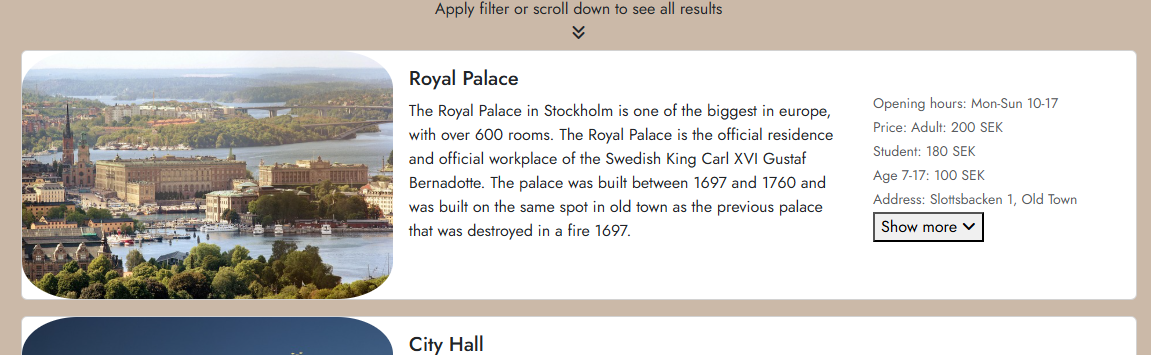 Apply filter or scroll down to see all results
Royal Palace
The Royal Palace in Stockholm is one of the biggest in europe,
with over 600 rooms. The Royal Palace is the official residence
and official workplace of the Swedish King Carl XVI Gustaf
Bernadotte. The palace was built between 1697 and 1760 and
was built on the same spot in old town as the previous palace
that was destroyed in a fire 1697.
Opening hours: Mon-Sun 10-17
Price: Adult: 200 SEK
Student: 180 SEK
Age 7-17: 100 SEK
Address: Slottsbacken 1, Old Town
Show more
City Hall